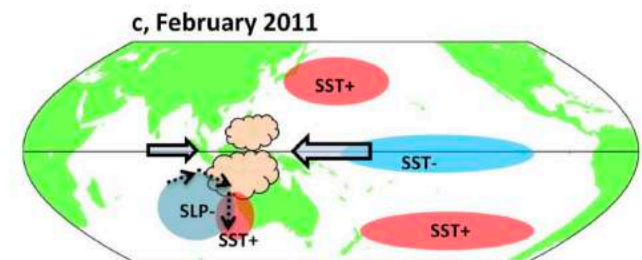 c, February 2011
SST+
SST-
SLP-
SST+
SST+